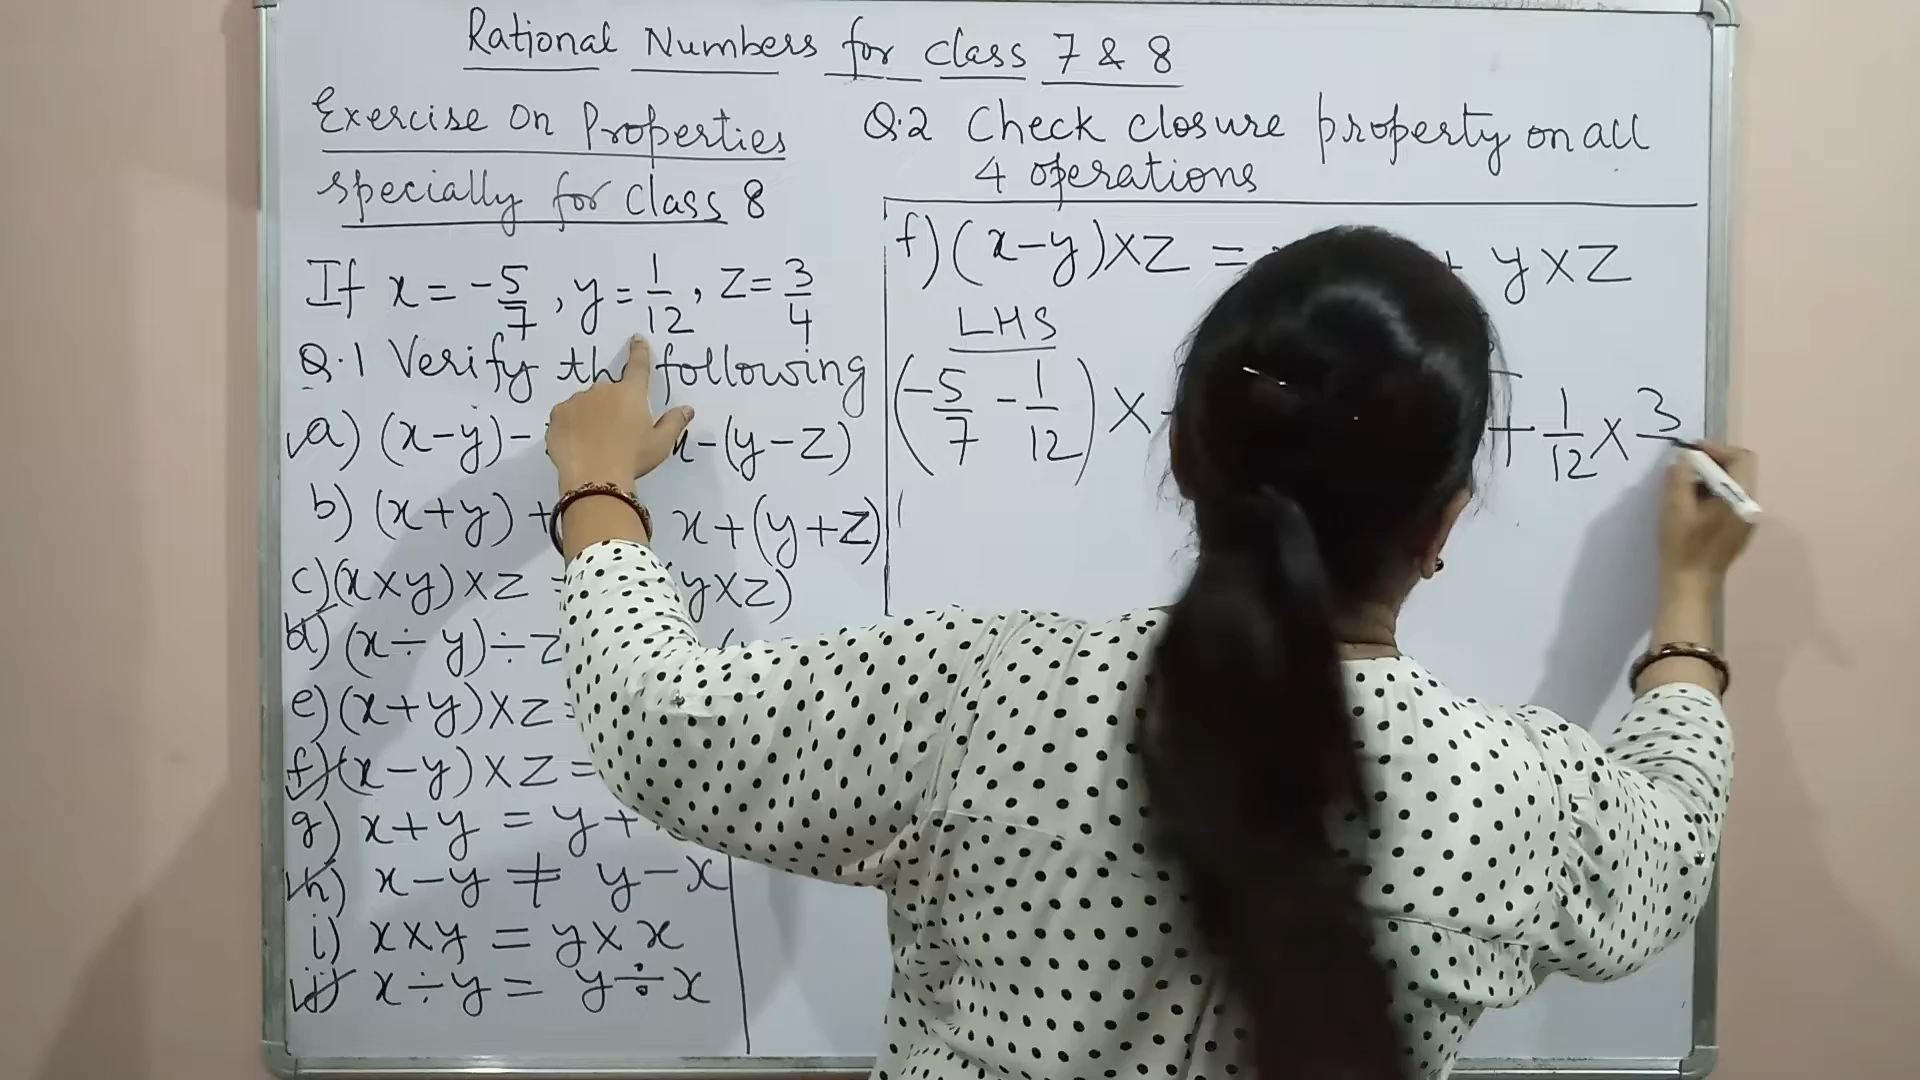 Rational Numbers for class 7 & 8
Exercise on Properties
specially for class 8
If x = -5/7, y = 1/12, z = 3/4
Q.1 Verify the following
a) (x-y)- x-(y-z)
b) (x+y)+ x+(y+z)
c) (x×y)×z = y×z)
d) (x÷y)÷z
e) (x+y)×z =
f) (x-y)×z =
g) x+y = y+
h) x-y ≠ y-x
i) x×y = y×x
j) x÷y = y÷x
Q.2 Check closure property on all
4 operations
f) (x-y)×z = + y×z
LHS
(-5/7 - 1/12) × + 1/12 × 3